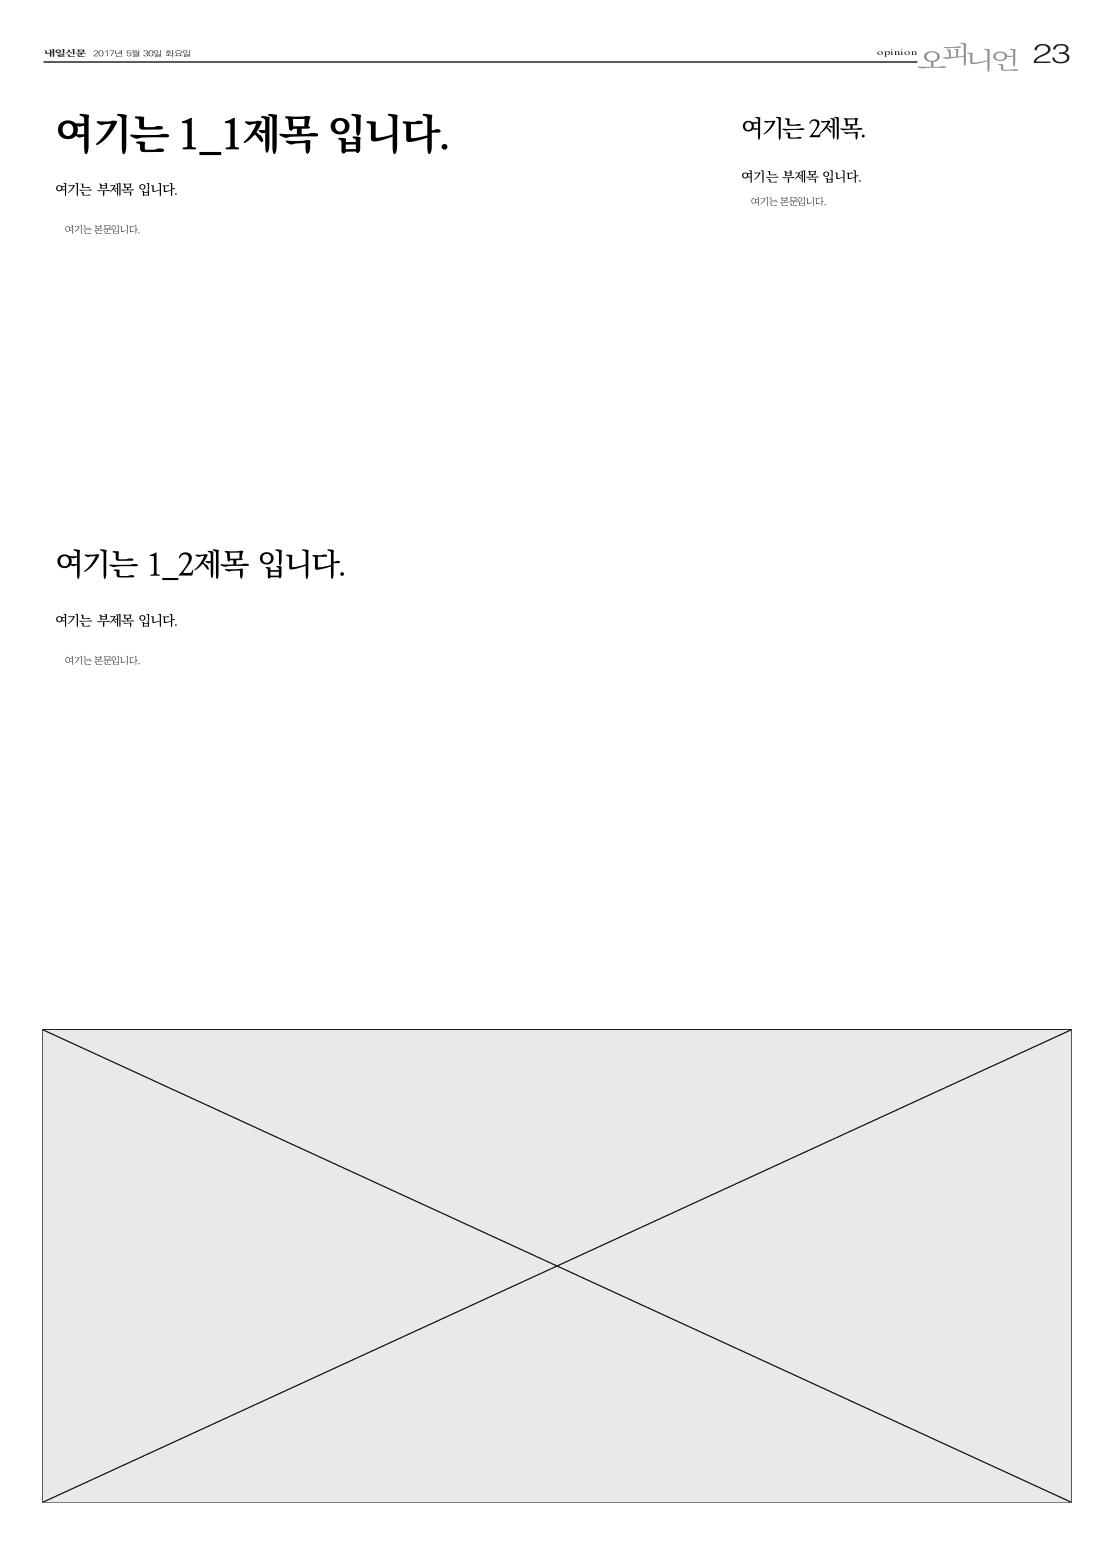 내일신문 2017년 5월 30일 화요일
opinion 오피니언 23
여기는 1_1제목 입니다.
여기는 부제목 입니다.
여기는 본문입니다.
여기는 1_2제목 입니다.
여기는 부제목 입니다.
여기는 본문입니다.
여기는 2제목.
여기는 부제목 입니다.
여기는 본문입니다.